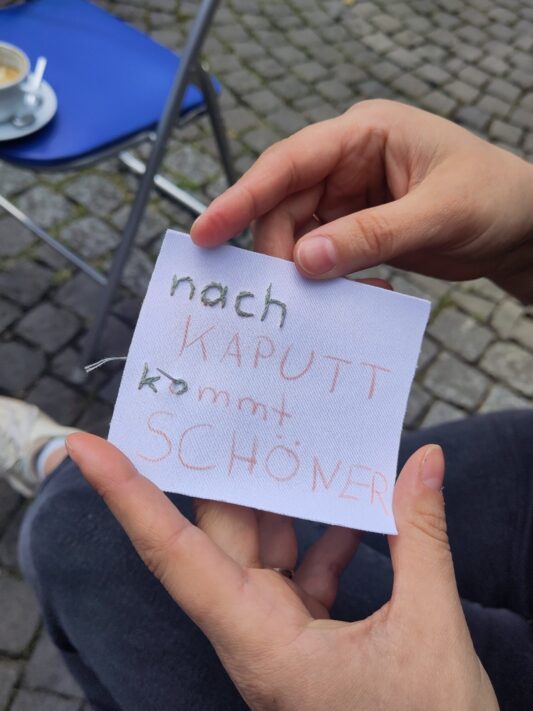 nach
KAPUTT
kommt
SCHÖNER